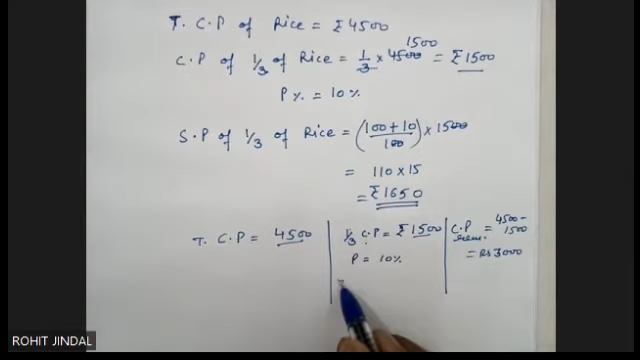 T. C.P of Rice = ₹4500
C.P of 1/3 of Rice = 1/3 × 4500 1500 = ₹1500
P% = 10%
S.P of 1/3 of Rice = (100+10/100) × 1500
= 110 × 15
= ₹1650
T. C.P = 4500
1/3 C.P = ₹1500
P = 10%
C.P rem. = 4500 - 1500
= Rs 3000
ROHIT JINDAL